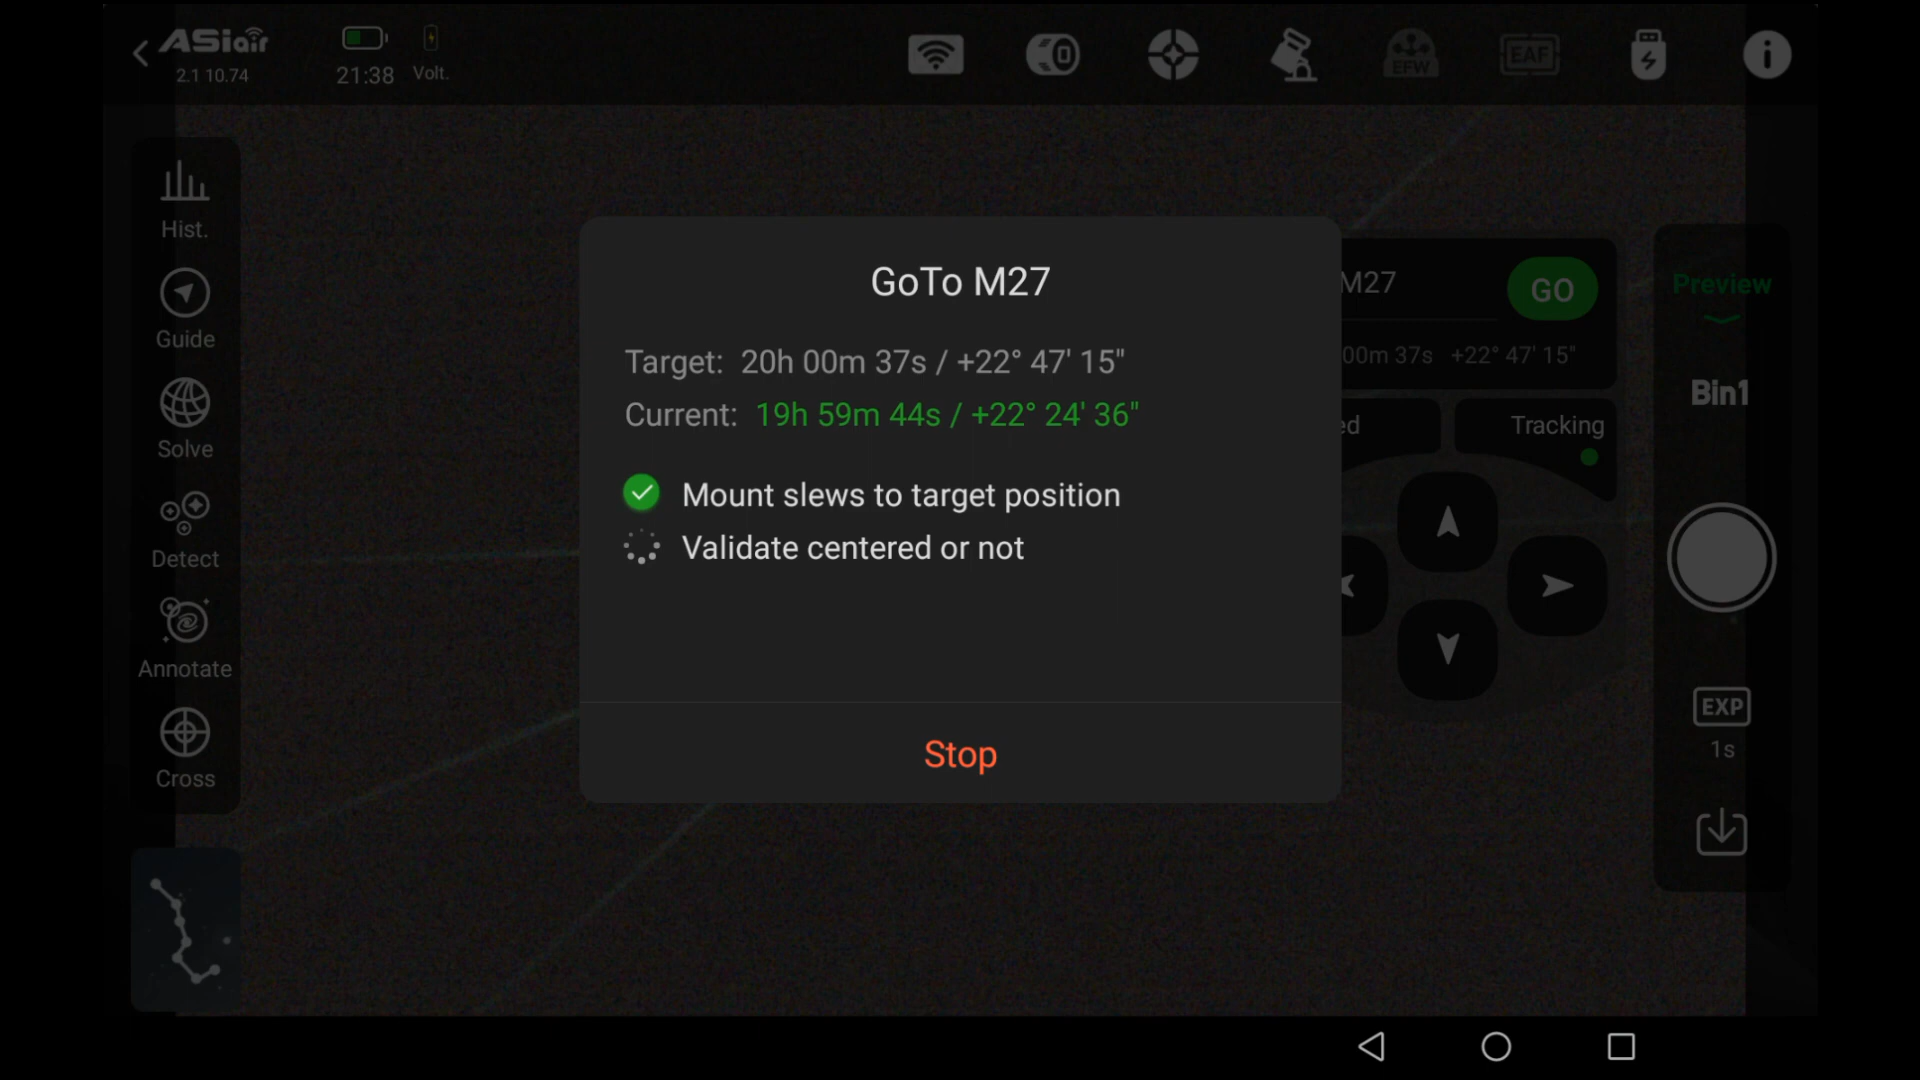 ASiair
2.1 10.74
21:38
Volt.
EFW
EAF
Hist.
Guide
Solve
Detect
Annotate
Cross
GoTo M27
Target: 20h 00m 37s / +22° 47' 15"
Current: 19h 59m 44s / +22° 24' 36"
Mount slews to target position
Validate centered or not
Stop
M27
GO
00m 37s +22° 47' 15"
ed
Tracking
Preview
Bin1
EXP
1s